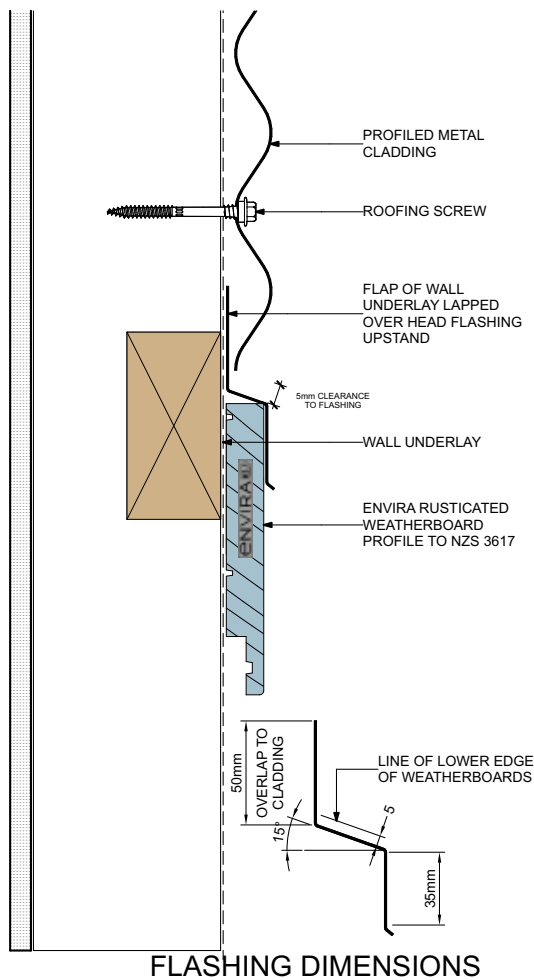 PROFILED METAL
CLADDING
ROOFING SCREW
FLAP OF WALL
UNDERLAY LAPPED
OVER HEAD FLASHING
UPSTAND
5mm CLEARANCE
TO FLASHING
WALL UNDERLAY
ENVIRA
ENVIRA RUSTICATED
WEATHERBOARD
PROFILE TO NZS 3617
50mm
OVERLAP TO
CLADDING
LINE OF LOWER EDGE
OF WEATHERBOARDS
15°
5
35mm
FLASHING DIMENSIONS